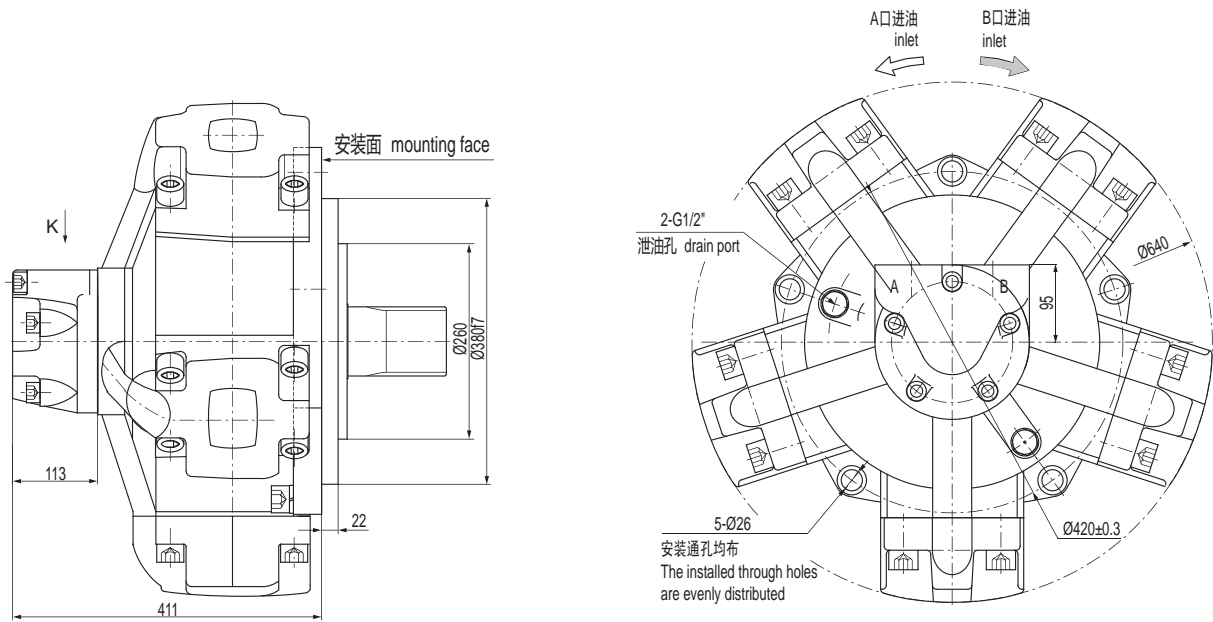 安装面 mounting face
K
Ø260
Ø380f7
113
22
411
A口进油
inlet
B口进油
inlet
2-G1/2"
泄油孔 drain port
A
B
95
Ø640
5-Ø26
安装通孔均布
The installed through holes
are evenly distributed
Ø420±0.3